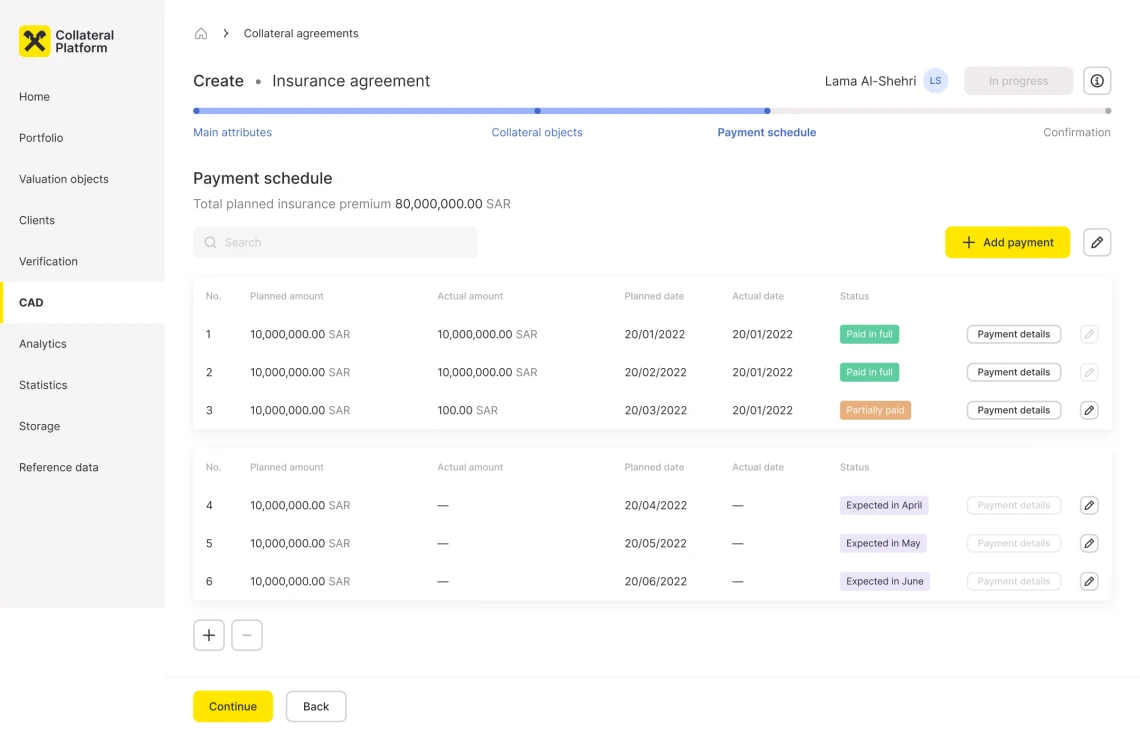 Collateral
Platform
Home
Portfolio
Valuation objects
Clients
Verification
CAD
Analytics
Statistics
Storage
Reference data
Collateral agreements
Create • Insurance agreement
Lama Al-Shehri LS In progress
Main attributes Collateral objects Payment schedule Confirmation
Payment schedule
Total planned insurance premium 80,000,000.00 SAR
Search
Add payment
No. Planned amount Actual amount Planned date Actual date Status
1 10,000,000.00 SAR 10,000,000.00 SAR 20/01/2022 20/01/2022 Paid in full Payment details
2 10,000,000.00 SAR 10,000,000.00 SAR 20/02/2022 20/01/2022 Paid in full Payment details
3 10,000,000.00 SAR 100.00 SAR 20/03/2022 20/01/2022 Partially paid Payment details
No. Planned amount Actual amount Planned date Actual date Status
4 10,000,000.00 SAR — 20/04/2022 — Expected in April Payment details
5 10,000,000.00 SAR — 20/05/2022 — Expected in May Payment details
6 10,000,000.00 SAR — 20/06/2022 — Expected in June Payment details
Continue Back